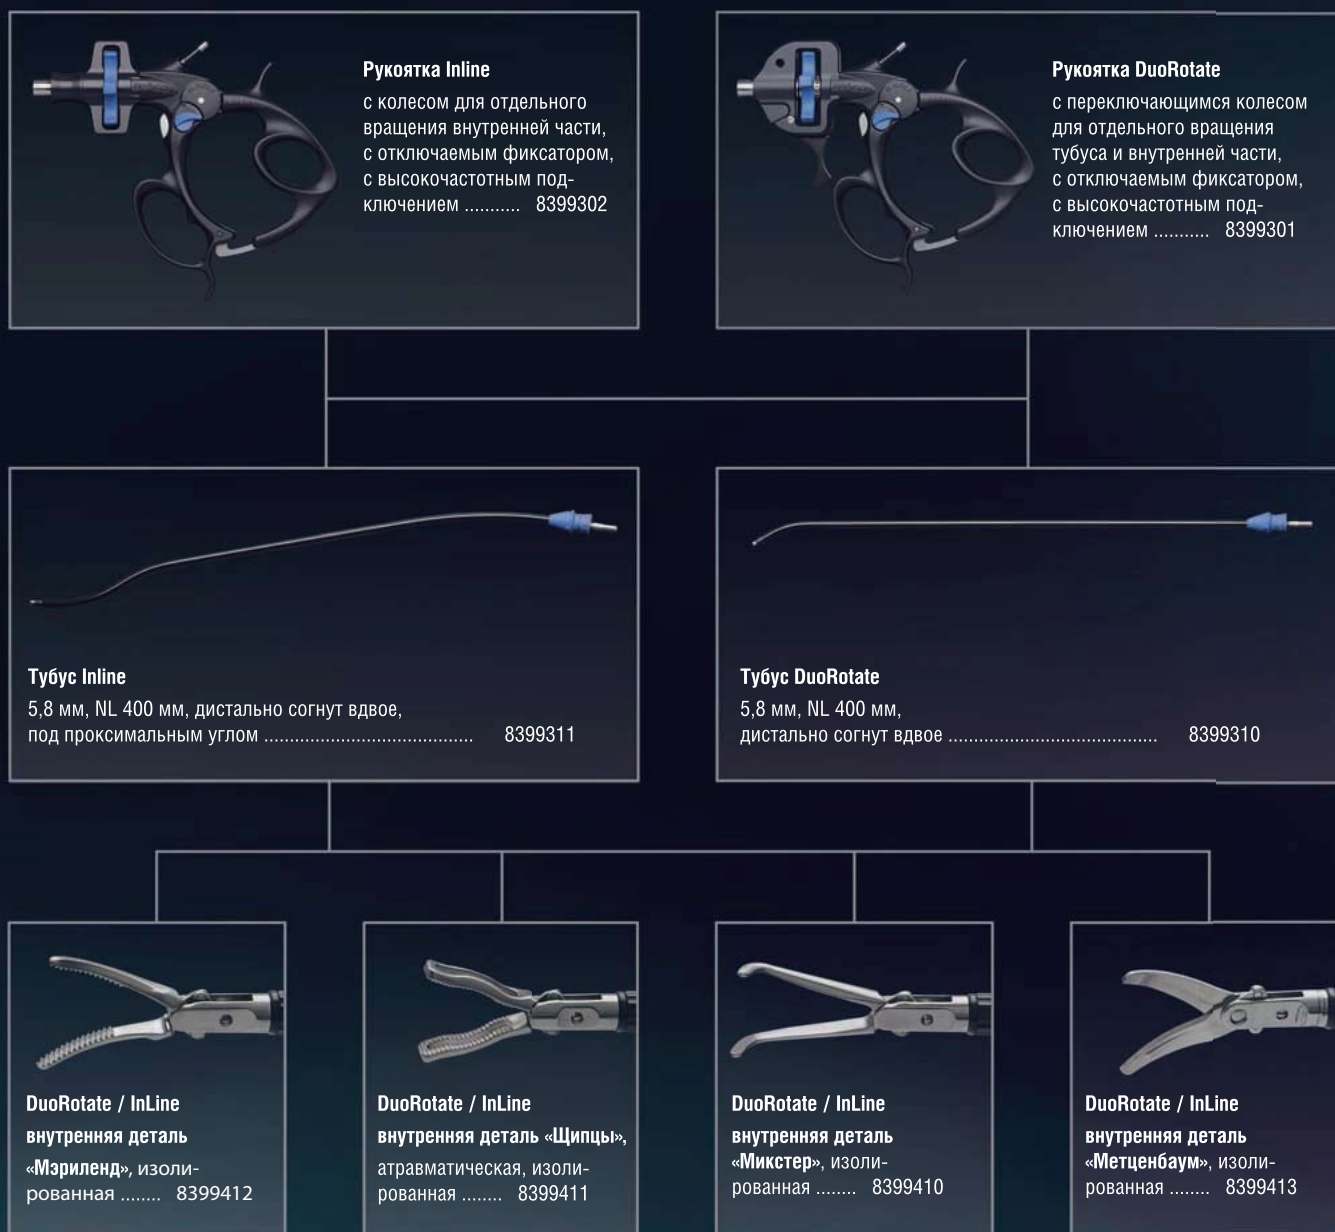 Рукоятка Inline
с колесом для отдельного
вращения внутренней части,
с отключаемым фиксатором,
с высокочастотным под-
ключением ........... 8399302
Рукоятка DuoRotate
с переключающимся колесом
для отдельного вращения
тубуса и внутренней части,
с отключаемым фиксатором,
с высокочастотным под-
ключением ........... 8399301
Тубус Inline
5,8 мм, NL 400 мм, дистально согнут вдвое,
под проксимальным углом ......................................... 8399311
Тубус DuoRotate
5,8 мм, NL 400 мм,
дистально согнут вдвое ......................................... 8399310
DuoRotate / InLine
внутренняя деталь
«Мэриленд», изоли-
рованная ........ 8399412
DuoRotate / InLine
внутренняя деталь «Щипцы»,
атравматическая, изоли-
рованная ........ 8399411
DuoRotate / InLine
внутренняя деталь
«Микстер», изоли-
рованная ........ 8399410
DuoRotate / InLine
внутренняя деталь
«Метценбаум», изоли-
рованная ........ 8399413